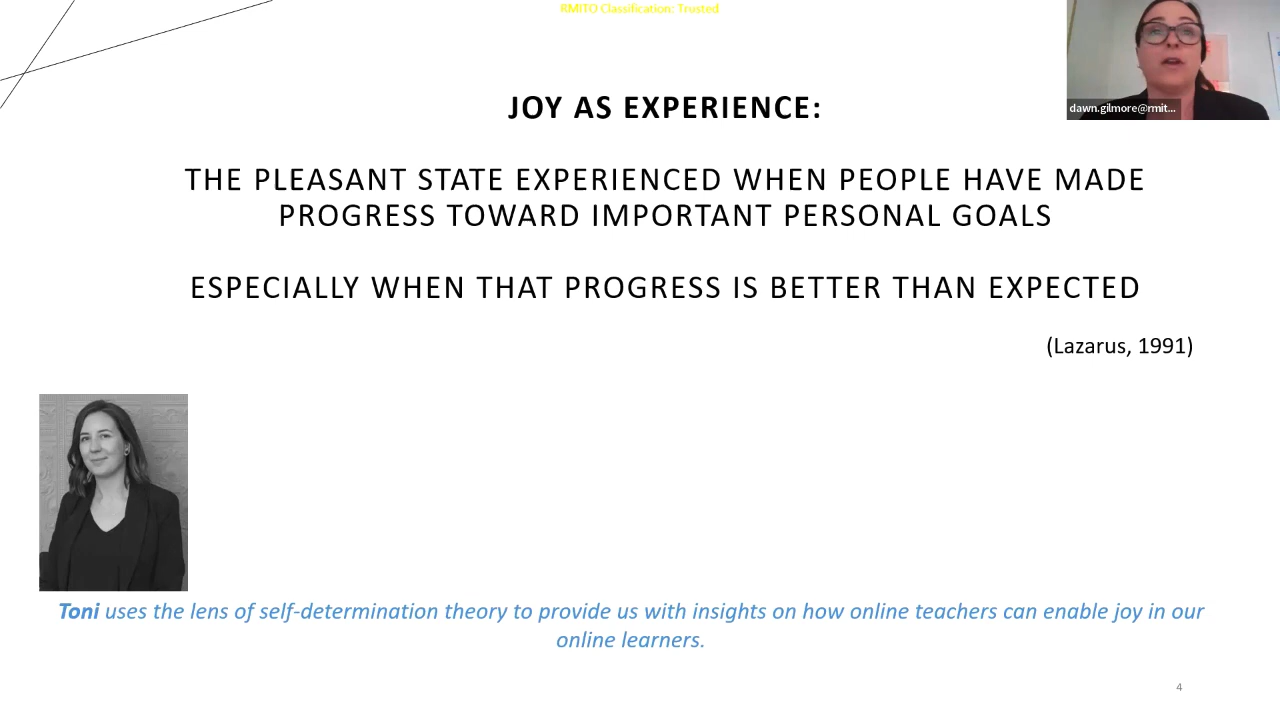 RMITO Classification: Trusted
dawn.gilmore@rmit...
JOY AS EXPERIENCE:
THE PLEASANT STATE EXPERIENCED WHEN PEOPLE HAVE MADE
PROGRESS TOWARD IMPORTANT PERSONAL GOALS
ESPECIALLY WHEN THAT PROGRESS IS BETTER THAN EXPECTED
(Lazarus, 1991)
Toni uses the lens of self-determination theory to provide us with insights on how online teachers can enable joy in our
online learners.
4